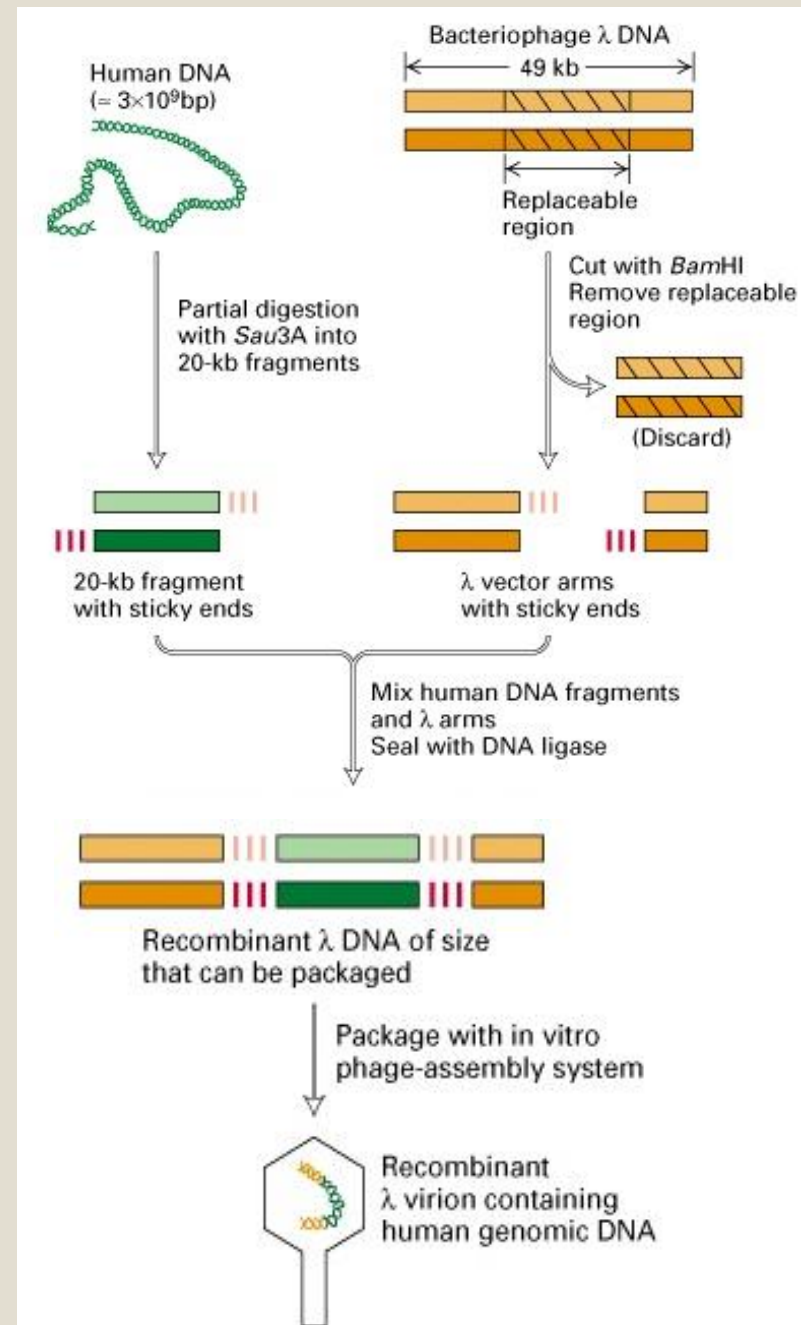 Human DNA
(≃ 3×10⁹bp)
Bacteriophage λ DNA
49 kb
Replaceable
region
Partial digestion
with Sau3A into
20-kb fragments
Cut with BamHI
Remove replaceable
region
(Discard)
20-kb fragment
with sticky ends
λ vector arms
with sticky ends
Mix human DNA fragments
and λ arms
Seal with DNA ligase
Recombinant λ DNA of size
that can be packaged
Package with in vitro
phage-assembly system
Recombinant
λ virion containing
human genomic DNA